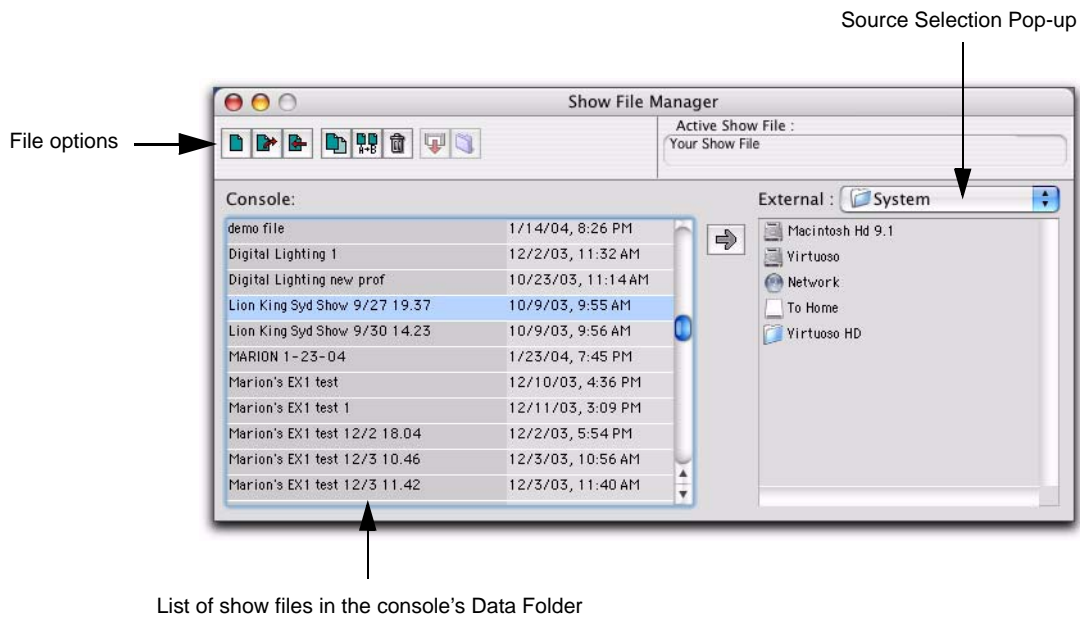 Source Selection Pop-up
Show File Manager
File options
A+B
Active Show File :
Your Show File
Console:
External : System
demo file 1/14/04, 8:26 PM
Digital Lighting 1 12/2/03, 11:32 AM
Digital Lighting new prof 10/23/03, 11:14 AM
Lion King Syd Show 9/27 19.37 10/9/03, 9:55 AM
Lion King Syd Show 9/30 14.23 10/9/03, 9:56 AM
MARION 1-23-04 1/23/04, 7:45 PM
Marion's EX1 test 12/10/03, 4:36 PM
Marion's EX1 test 1 12/11/03, 3:09 PM
Marion's EX1 test 12/2 18.04 12/2/03, 5:54 PM
Marion's EX1 test 12/3 10.46 12/3/03, 10:56 AM
Marion's EX1 test 12/3 11.42 12/3/03, 11:40 AM
Macintosh Hd 9.1
Virtuoso
Network
To Home
Virtuoso HD
List of show files in the console's Data Folder